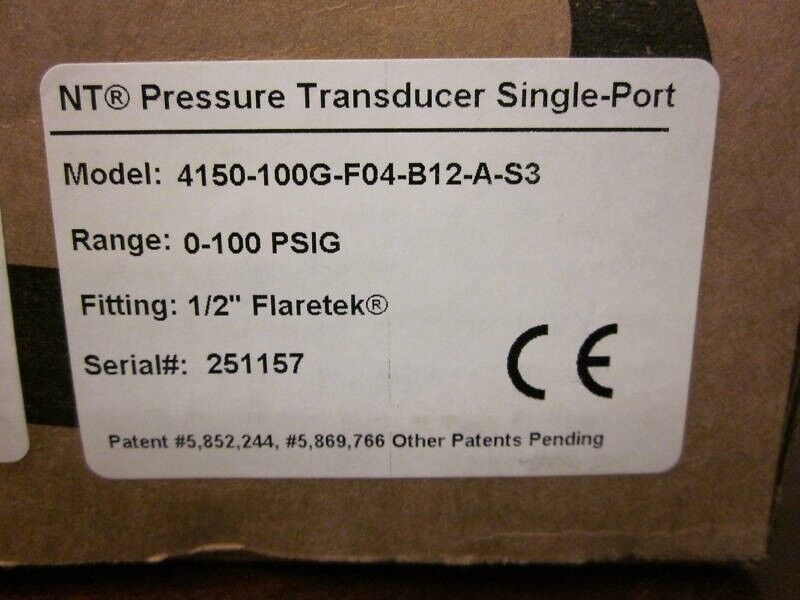 NT® Pressure Transducer Single-Port
Model: 4150-100G-F04-B12-A-S3
Range: 0-100 PSIG
Fitting: 1/2" Flaretek®
Serial#: 251157
CE
Patent #5,852,244, #5,869,766 Other Patents Pending